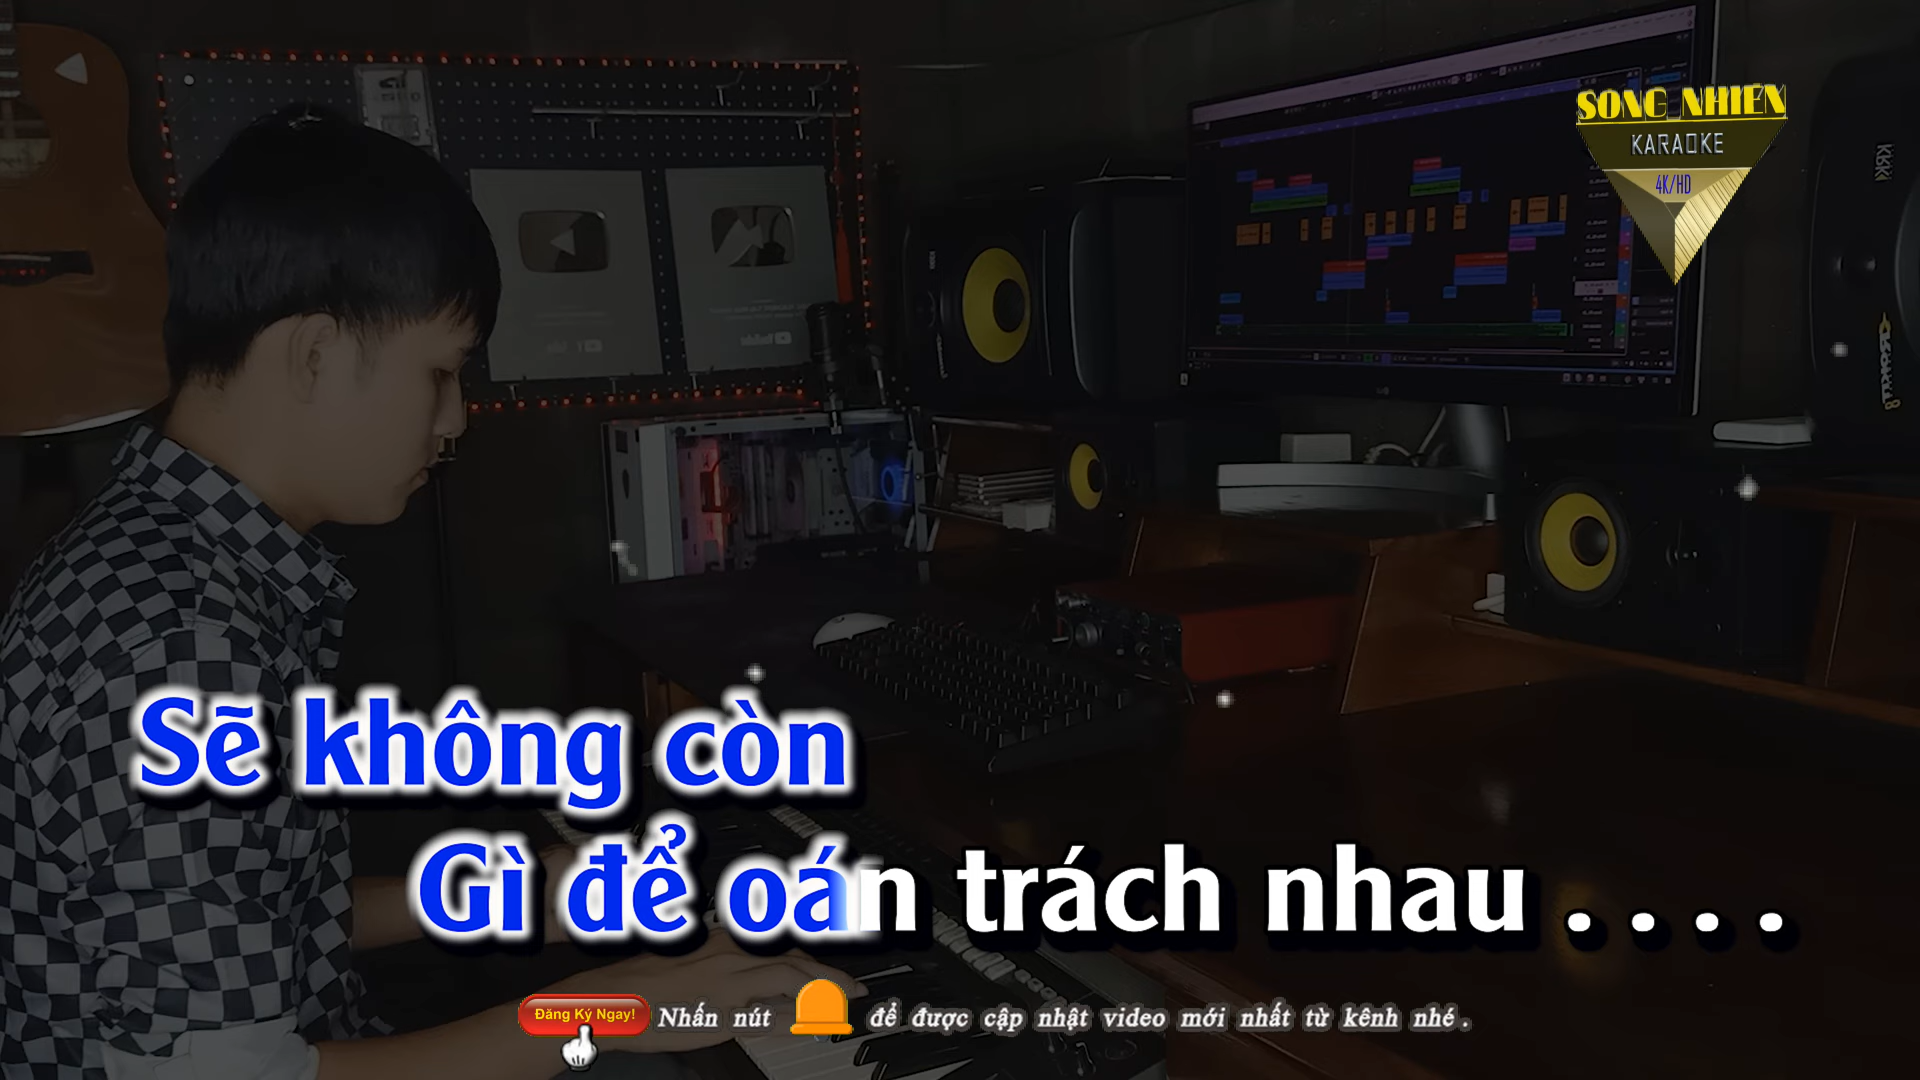 SONG NHIEN
KARAOKE
4K/HD
KRK
Sẽ không còn
Gì để oán trách nhau . . . .
Đăng Ký Ngay! Nhấn nút để được cập nhật video mới nhất từ kênh nhé .